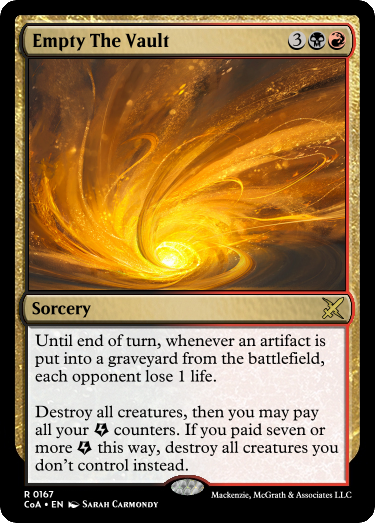 Empty The Vault 3
Sorcery
Until end of turn, whenever an artifact is
put into a graveyard from the battlefield,
each opponent lose 1 life.
Destroy all creatures, then you may pay
all your counters. If you paid seven or
more this way, destroy all creatures you
don't control instead.
R 0167
CoA • EN Sarah Carmondy
Mackenzie, McGrath & Associates LLC